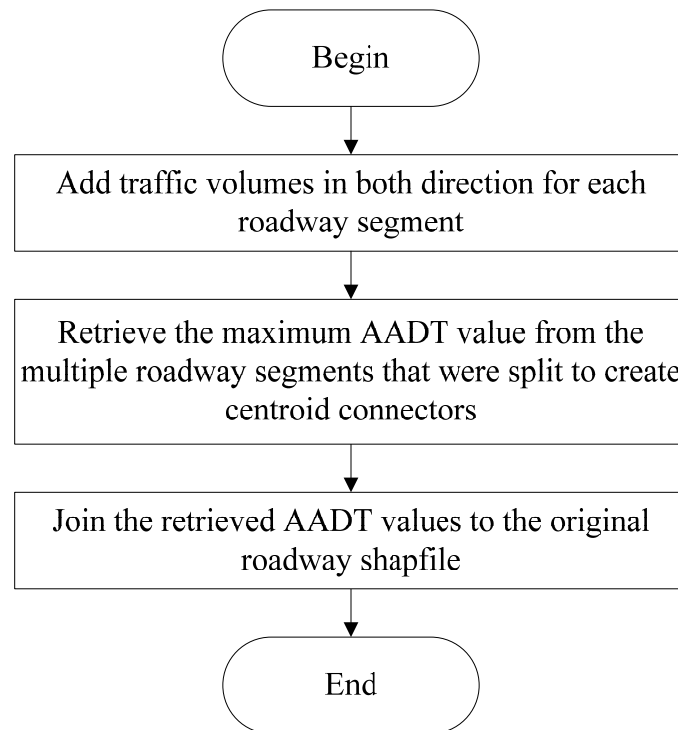 Begin
Add traffic volumes in both direction for each
roadway segment
Retrieve the maximum AADT value from the
multiple roadway segments that were split to create
centroid connectors
Join the retrieved AADT values to the original
roadway shapfile
End